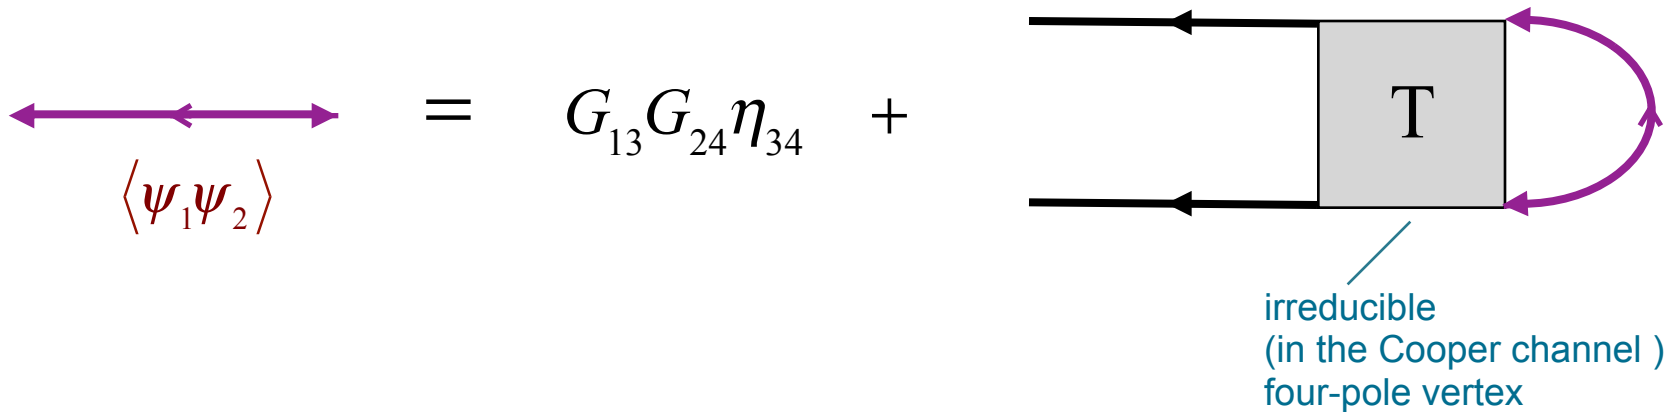 = G₁₃G₂₄η₃₄ +
T
⟨ψ₁ψ₂⟩
irreducible
(in the Cooper channel )
four-pole vertex